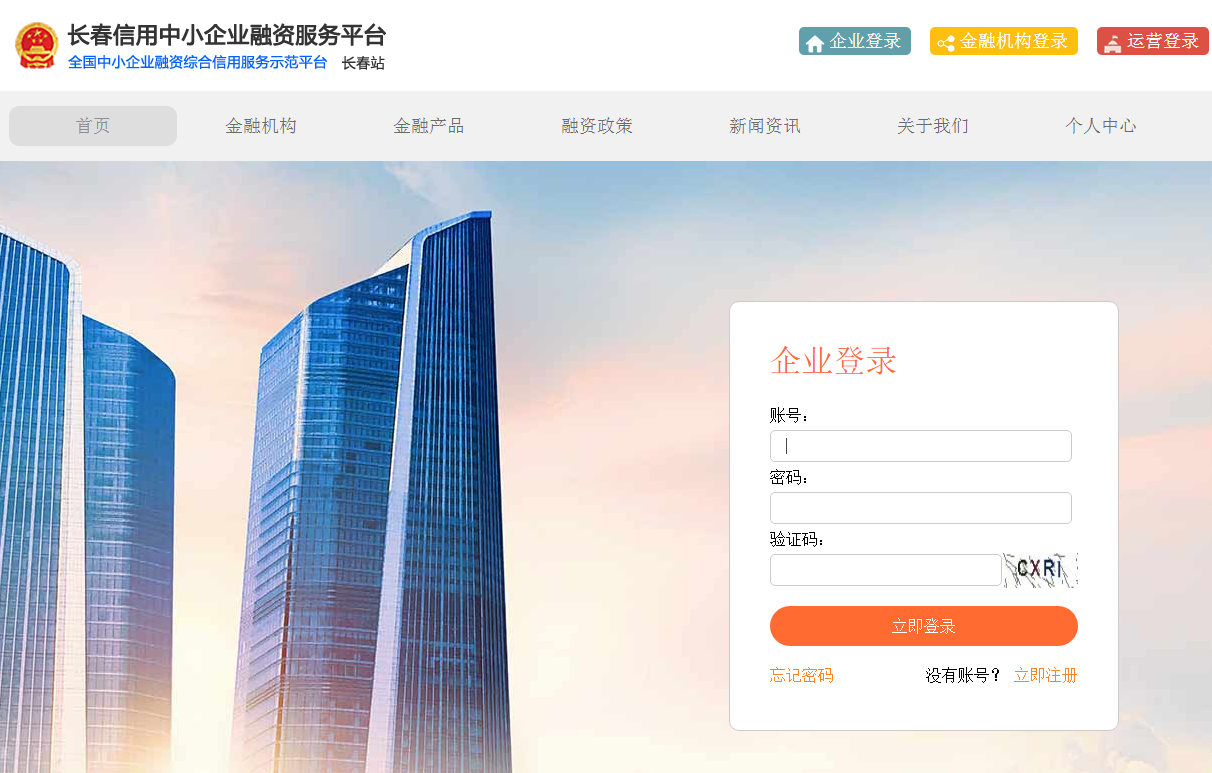 长春信用中小企业融资服务平台
全国中小企业融资综合信用服务示范平台 长春站
企业登录 金融机构登录 运营登录
首页 金融机构 金融产品 融资政策 新闻资讯 关于我们 个人中心
企业登录
账号：
密码：
验证码：
CXRI
立即登录
忘记密码 没有账号？ 立即注册